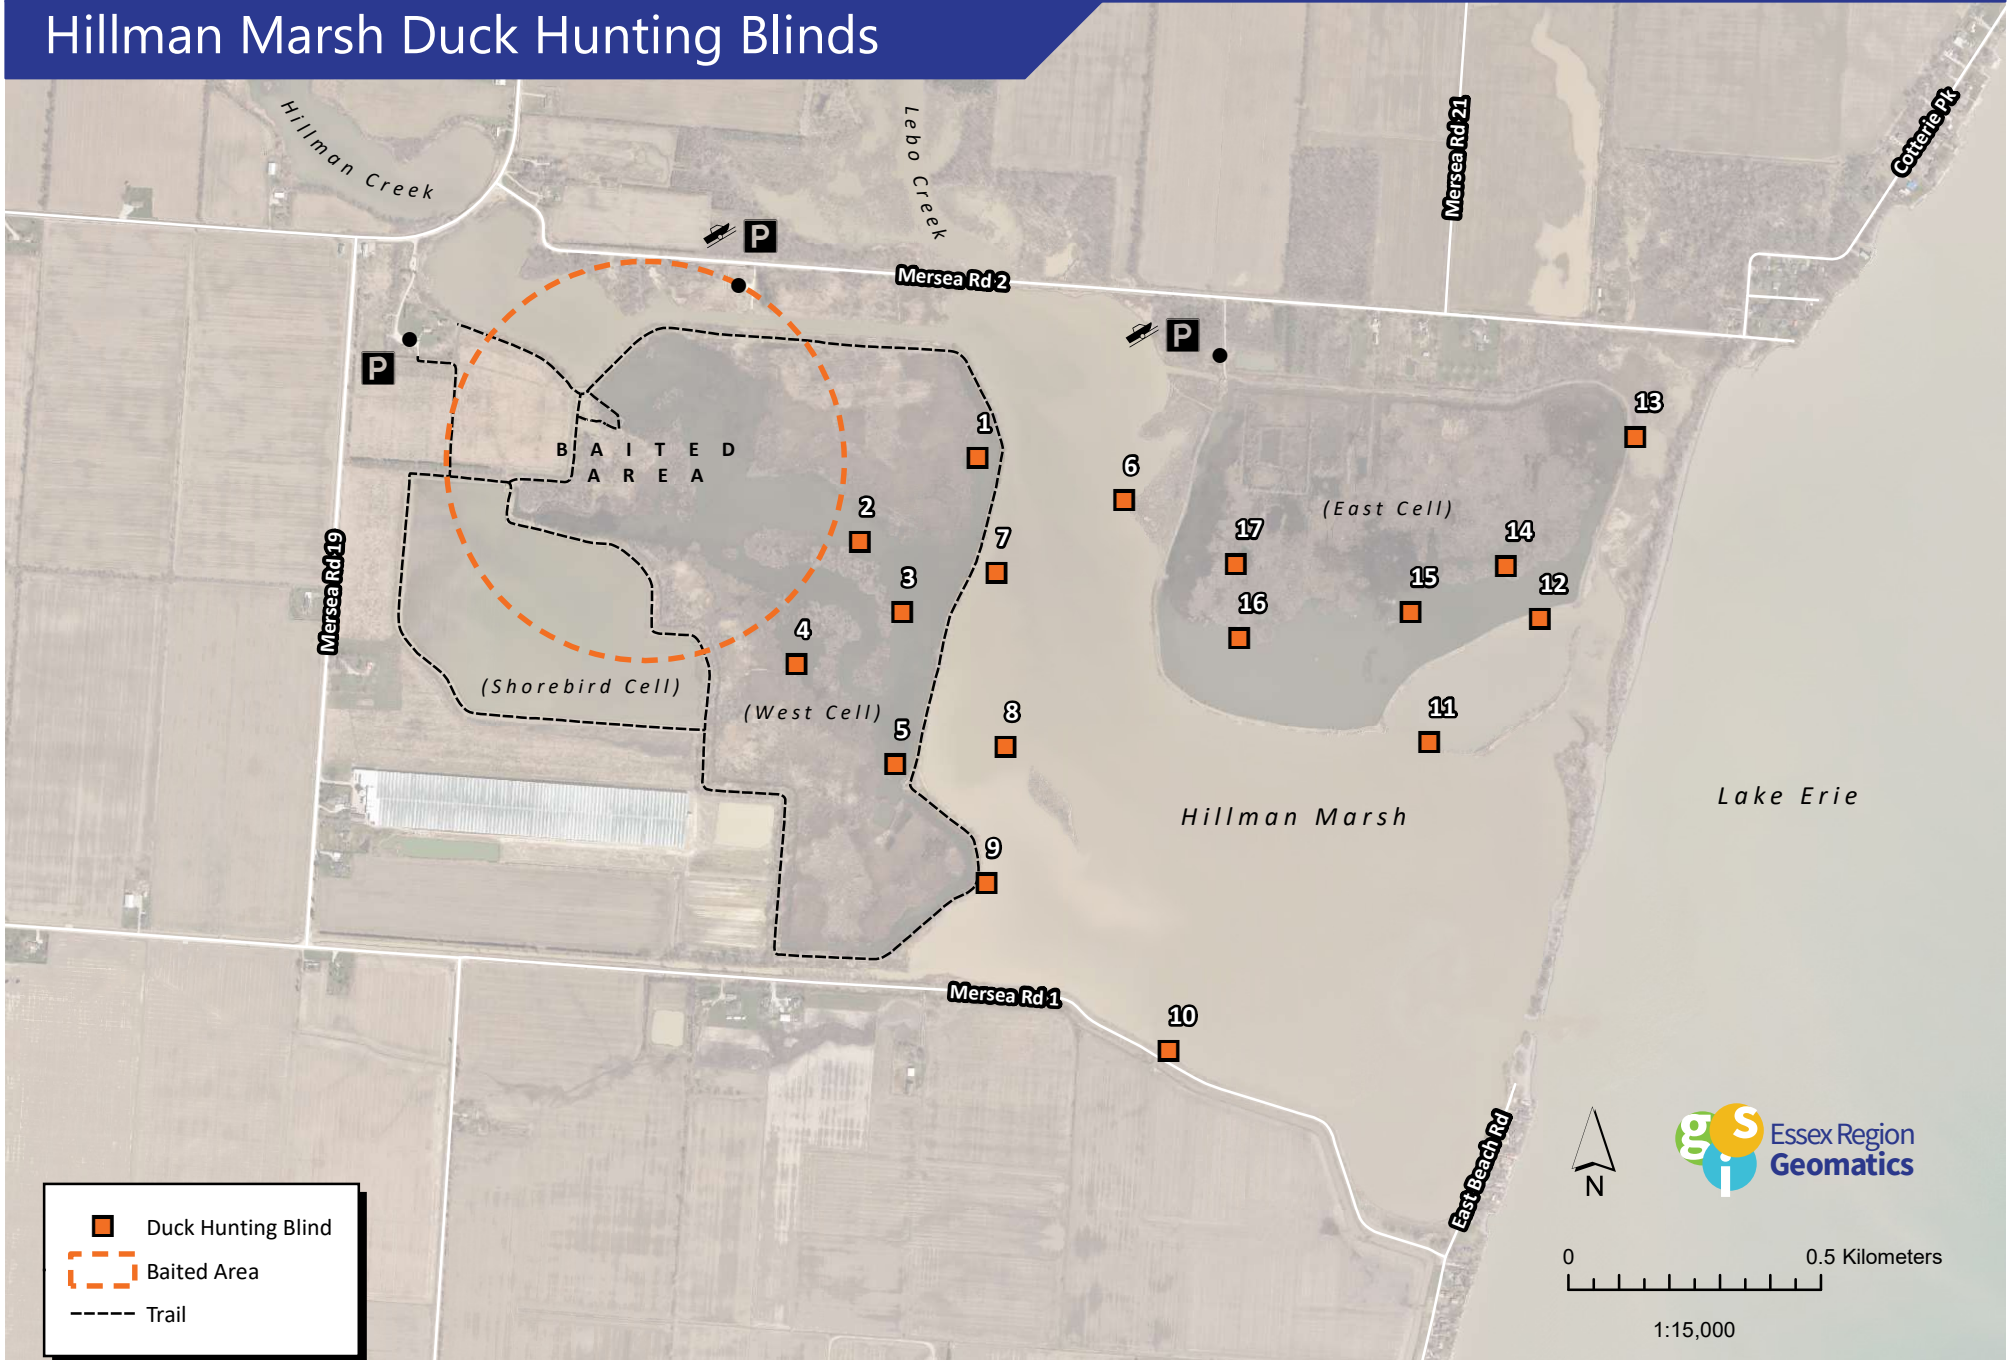 Hillman Marsh Duck Hunting Blinds
Hillman Creek
Lebo Creek
Mersea Rd 21
Cotterie Pk
P
Mersea Rd 2
P
P
13
1
BAITED
AREA
6
2
(East Cell)
17
14
7
Mersea Rd 19
3
15
12
16
4
(Shorebird Cell)
(West Cell)
8
11
5
Lake Erie
Hillman Marsh
9
Mersea Rd 1
10
East Beach Rd
N
gis
Essex Region
Geomatics
Duck Hunting Blind
Baited Area
Trail
0 0.5 Kilometers
1:15,000